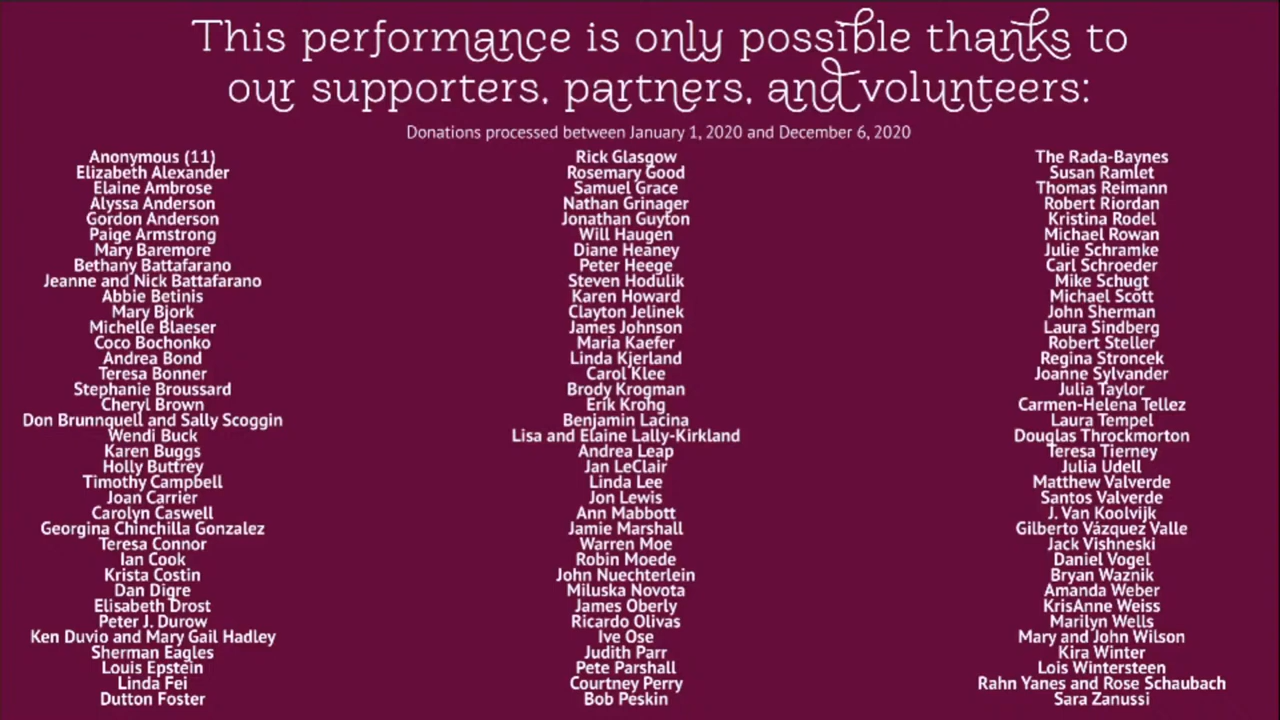 This performance is only possible thanks to
our supporters, partners, and volunteers:
Donations processed between January 1, 2020 and December 6, 2020
Anonymous (11)
Elizabeth Alexander
Elaine Ambrose
Alyssa Anderson
Gordon Anderson
Paige Armstrong
Mary Baremore
Bethany Battafarano
Jeanne and Nick Battafarano
Abbie Betinis
Mary Bjork
Michelle Blaeser
Coco Bochonko
Andrea Bond
Teresa Bonner
Stephanie Broussard
Cheryl Brown
Don Brunnquell and Sally Scoggin
Wendi Buck
Karen Buggs
Holly Buttrey
Timothy Campbell
Joan Carrier
Carolyn Caswell
Georgina Chinchilla Gonzalez
Teresa Connor
Ian Cook
Krista Costin
Dan Digre
Elisabeth Drost
Peter J. Durow
Ken Duvio and Mary Gail Hadley
Sherman Eagles
Louis Epstein
Linda Fei
Dutton Foster
Rick Glasgow
Rosemary Good
Samuel Grace
Nathan Grinager
Jonathan Guyton
Will Haugen
Diane Heaney
Peter Heege
Steven Hodulik
Karen Howard
Clayton Jelinek
James Johnson
Maria Kaefer
Linda Kjerland
Carol Klee
Brody Krogman
Erik Krohg
Benjamin Lacina
Lisa and Elaine Lally-Kirkland
Andrea Leap
Jan LeClair
Linda Lee
Jon Lewis
Ann Mabbott
Jamie Marshall
Warren Moe
Robin Moede
John Nuechterlein
Miluska Novota
James Oberly
Ricardo Olivas
Ive Ose
Judith Parr
Pete Parshall
Courtney Perry
Bob Peskin
The Rada-Baynes
Susan Ramlet
Thomas Reimann
Robert Riordan
Kristina Rodel
Michael Rowan
Julie Schramke
Carl Schroeder
Mike Schugt
Michael Scott
John Sherman
Laura Sindberg
Robert Steller
Regina Stroncek
Joanne Sylvander
Julia Taylor
Carmen-Helena Tellez
Laura Tempel
Douglas Throckmorton
Teresa Tierney
Julia Udell
Matthew Valverde
Santos Valverde
J. Van Koolvijk
Gilberto Vázquez Valle
Jack Vishneski
Daniel Vogel
Bryan Waznik
Amanda Weber
KrisAnne Weiss
Marilyn Wells
Mary and John Wilson
Kira Winter
Lois Wintersteen
Rahn Yanes and Rose Schaubach
Sara Zanussi